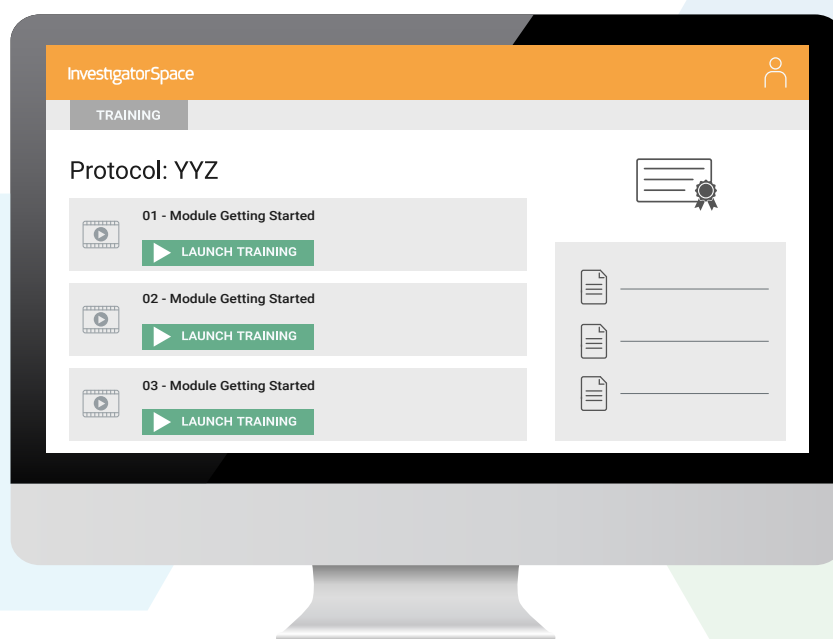 InvestigatorSpace
TRAINING
Protocol: YYZ
01 - Module Getting Started
LAUNCH TRAINING
02 - Module Getting Started
LAUNCH TRAINING
03 - Module Getting Started
LAUNCH TRAINING